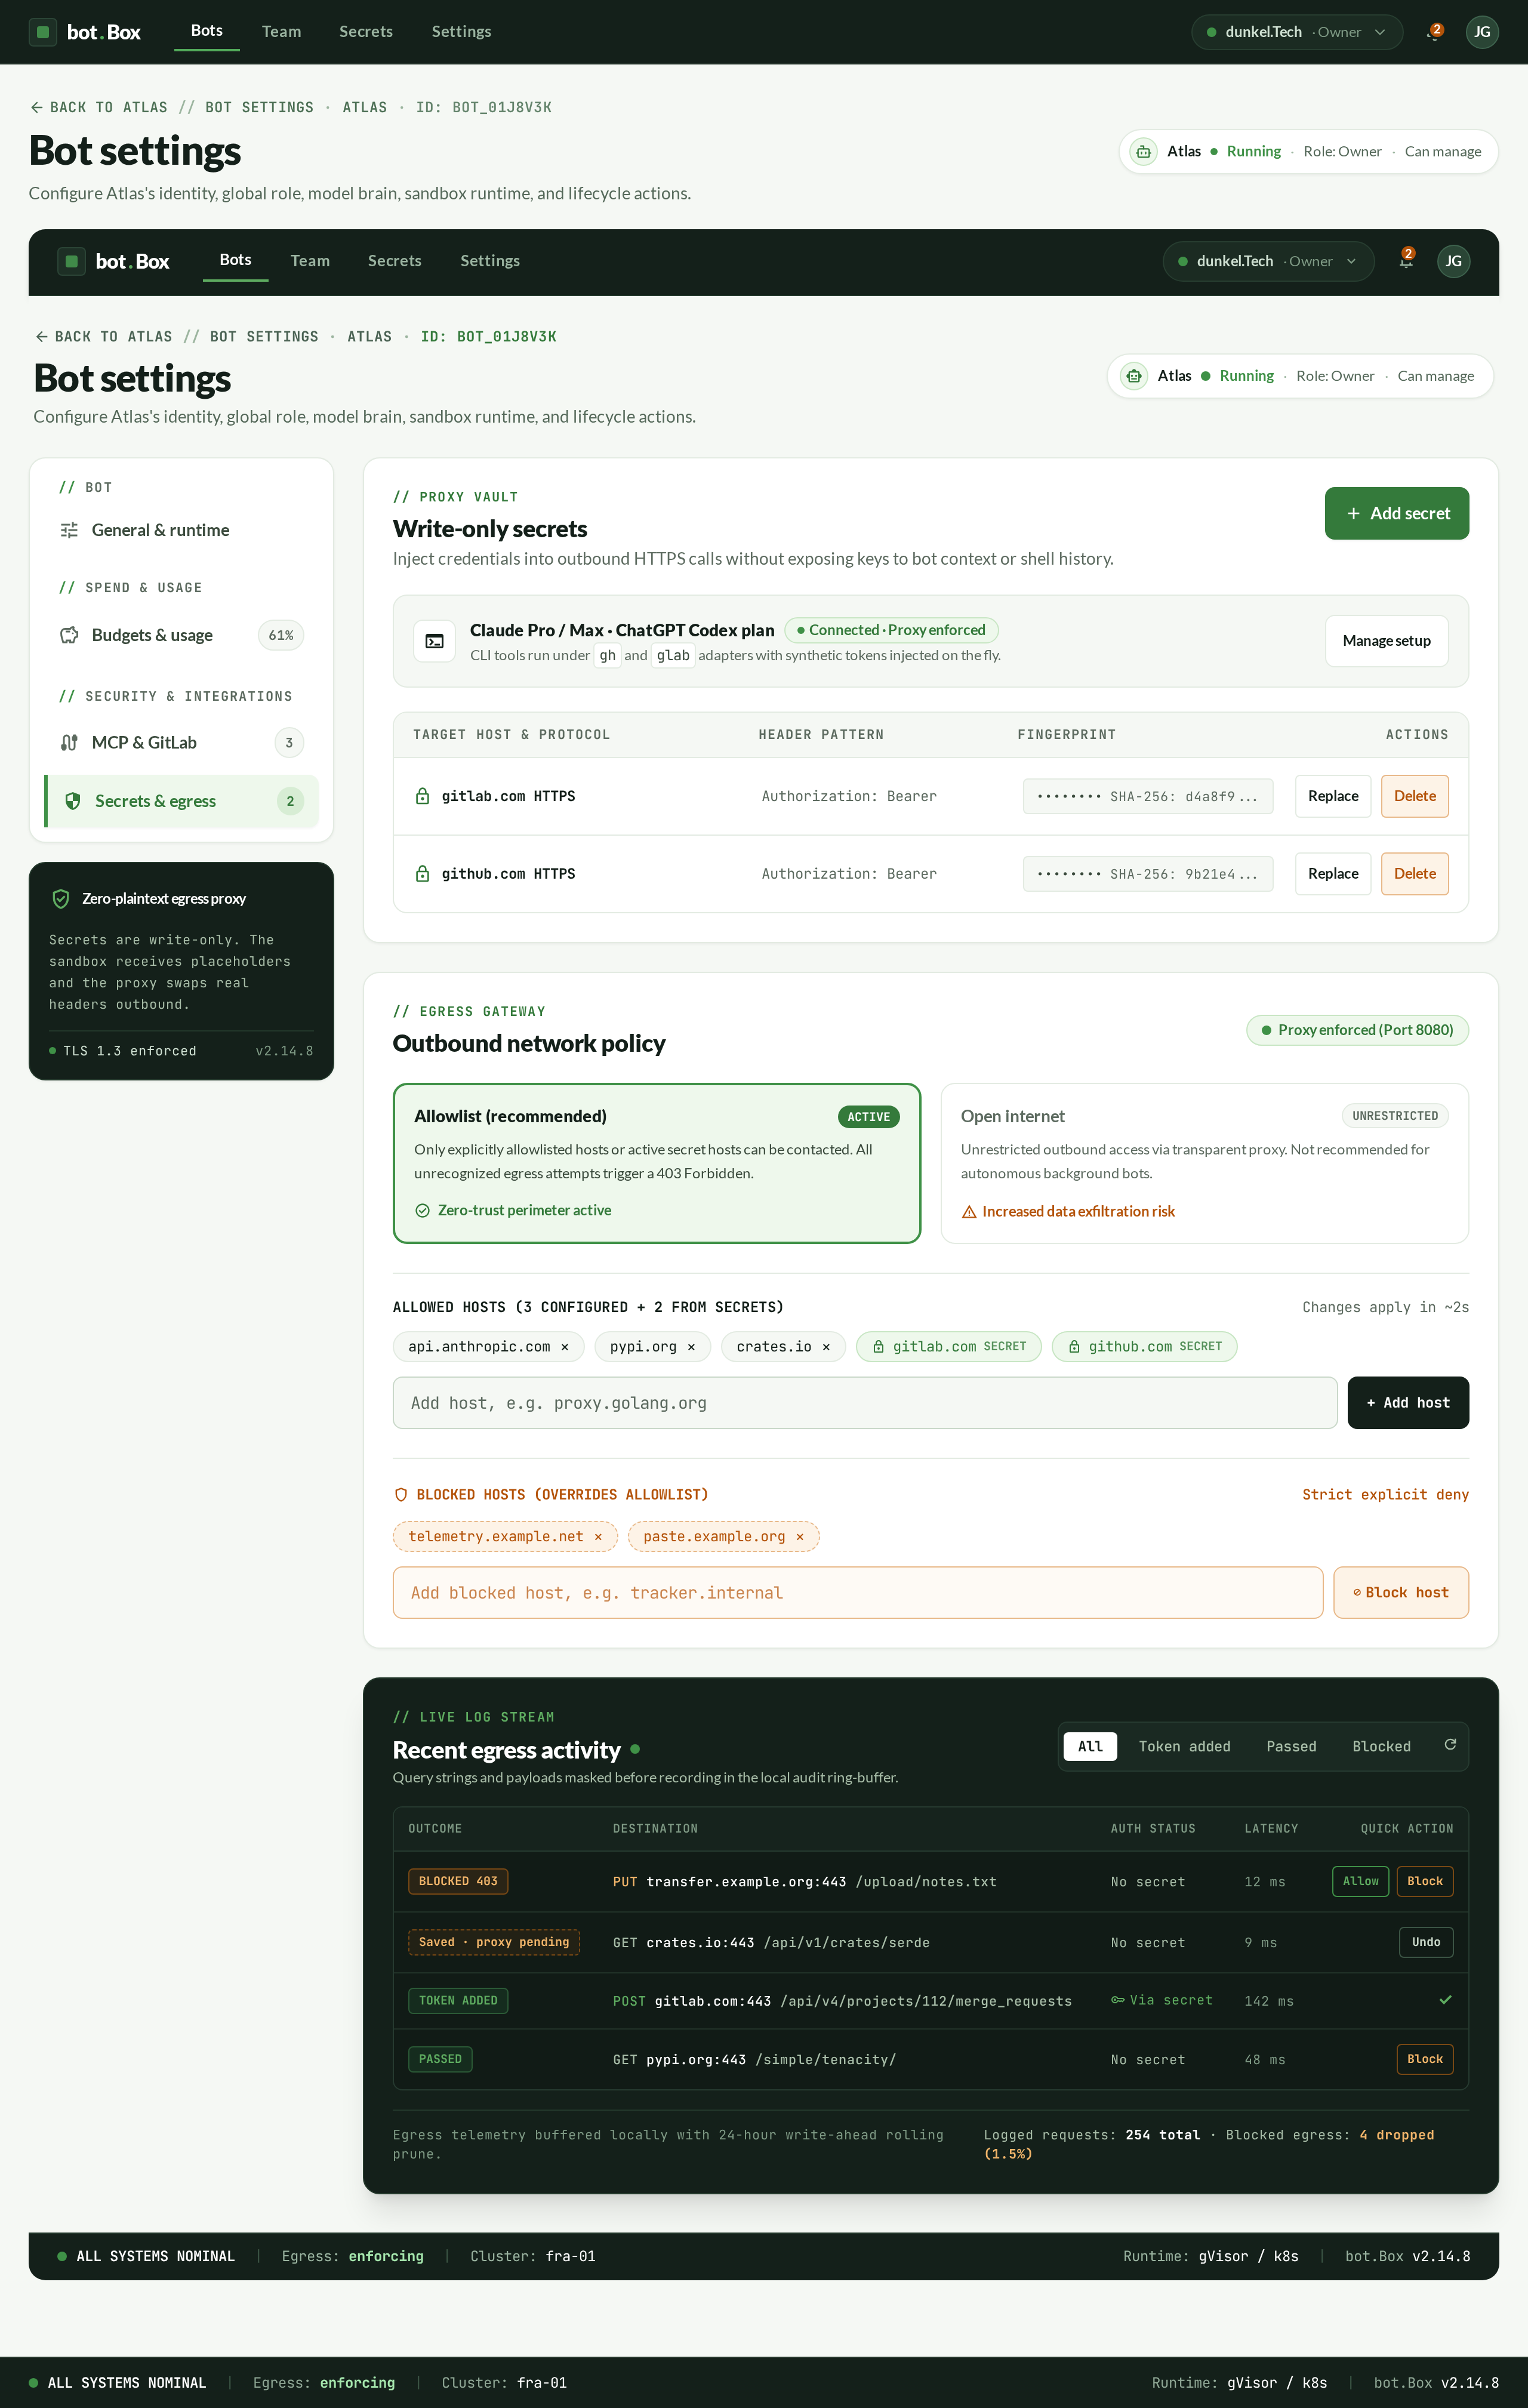 bot.Box Bots Team Secrets Settings dunkel.Tech · Owner 2 JG
← BACK TO ATLAS // BOT SETTINGS · ATLAS · ID: BOT_01J8V3K
Bot settings
Atlas Running · Role: Owner · Can manage
Configure Atlas's identity, global role, model brain, sandbox runtime, and lifecycle actions.
bot.Box Bots Team Secrets Settings dunkel.Tech · Owner 2 JG
← BACK TO ATLAS // BOT SETTINGS · ATLAS · ID: BOT_01J8V3K
Bot settings
Atlas Running · Role: Owner · Can manage
Configure Atlas's identity, global role, model brain, sandbox runtime, and lifecycle actions.
// BOT
General & runtime
// SPEND & USAGE
Budgets & usage 61%
// SECURITY & INTEGRATIONS
MCP & GitLab 3
Secrets & egress 2
Zero-plaintext egress proxy
Secrets are write-only. The
sandbox receives placeholders
and the proxy swaps real
headers outbound.
TLS 1.3 enforced v2.14.8
// PROXY VAULT
Write-only secrets
Inject credentials into outbound HTTPS calls without exposing keys to bot context or shell history.
+ Add secret
Claude Pro / Max · ChatGPT Codex plan Connected · Proxy enforced
CLI tools run under gh and glab adapters with synthetic tokens injected on the fly.
Manage setup
TARGET HOST & PROTOCOL HEADER PATTERN FINGERPRINT ACTIONS
gitlab.com HTTPS Authorization: Bearer •••••••• SHA-256: d4a8f9... Replace Delete
github.com HTTPS Authorization: Bearer •••••••• SHA-256: 9b21e4... Replace Delete
// EGRESS GATEWAY
Outbound network policy
Proxy enforced (Port 8080)
Allowlist (recommended) ACTIVE
Only explicitly allowlisted hosts or active secret hosts can be contacted. All
unrecognized egress attempts trigger a 403 Forbidden.
Zero-trust perimeter active
Open internet UNRESTRICTED
Unrestricted outbound access via transparent proxy. Not recommended for
autonomous background bots.
Increased data exfiltration risk
ALLOWED HOSTS (3 CONFIGURED + 2 FROM SECRETS) Changes apply in ~2s
api.anthropic.com × pypi.org × crates.io × gitlab.com SECRET github.com SECRET
Add host, e.g. proxy.golang.org + Add host
BLOCKED HOSTS (OVERRIDES ALLOWLIST) Strict explicit deny
telemetry.example.net × paste.example.org ×
Add blocked host, e.g. tracker.internal ⊘ Block host
// LIVE LOG STREAM
Recent egress activity
Query strings and payloads masked before recording in the local audit ring-buffer.
All Token added Passed Blocked
OUTCOME DESTINATION AUTH STATUS LATENCY QUICK ACTION
BLOCKED 403 PUT transfer.example.org:443 /upload/notes.txt No secret 12 ms Allow Block
Saved · proxy pending GET crates.io:443 /api/v1/crates/serde No secret 9 ms Undo
TOKEN ADDED POST gitlab.com:443 /api/v4/projects/112/merge_requests Via secret 142 ms ✓
PASSED GET pypi.org:443 /simple/tenacity/ No secret 48 ms Block
Egress telemetry buffered locally with 24-hour write-ahead rolling
prune.
Logged requests: 254 total · Blocked egress: 4 dropped
(1.5%)
ALL SYSTEMS NOMINAL | Egress: enforcing | Cluster: fra-01 Runtime: gVisor / k8s | bot.Box v2.14.8
ALL SYSTEMS NOMINAL | Egress: enforcing | Cluster: fra-01 Runtime: gVisor / k8s | bot.Box v2.14.8